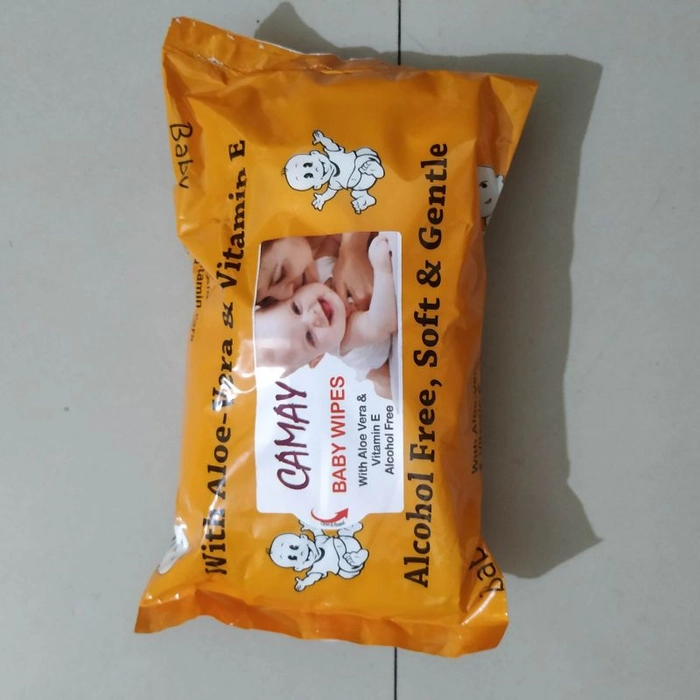 Baby
With Aloe-Vera & Vitamin E
CAMAY
BABY WIPES
With Aloe Vera &
Vitamin E
Alcohol Free
Alcohol Free, Soft & Gentle